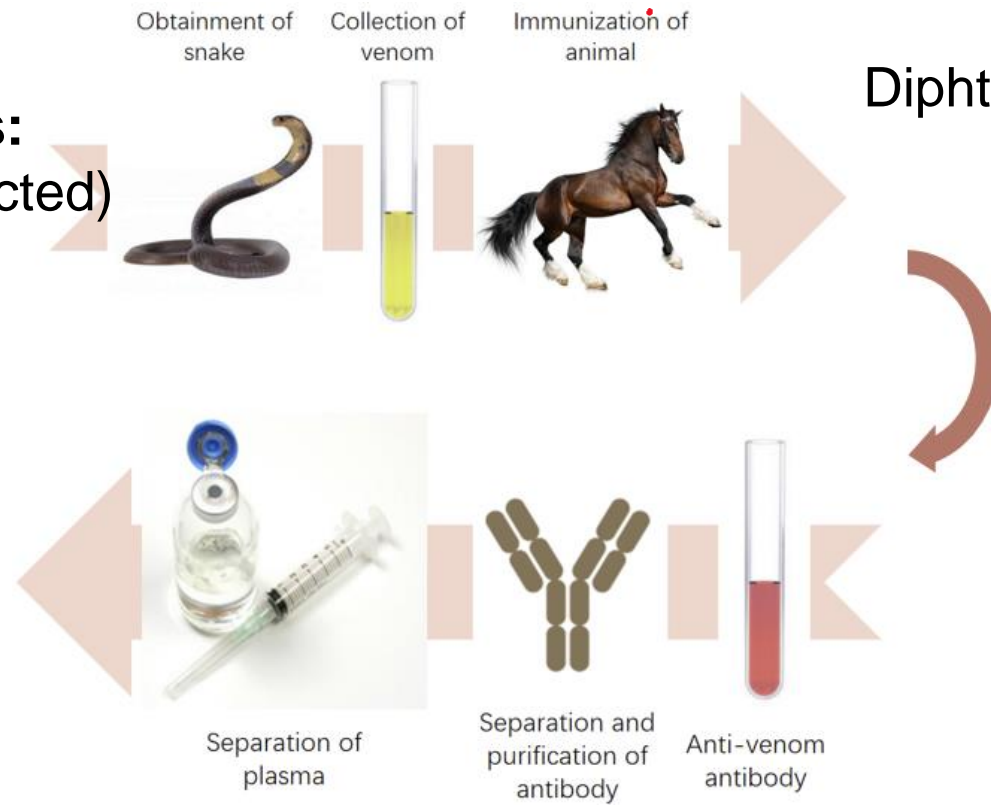 Obtainment of
snake
Collection of
venom
Immunization of
animal
Dipht
s:
cted)
Separation of
plasma
Separation and
purification of
antibody
Anti-venom
antibody